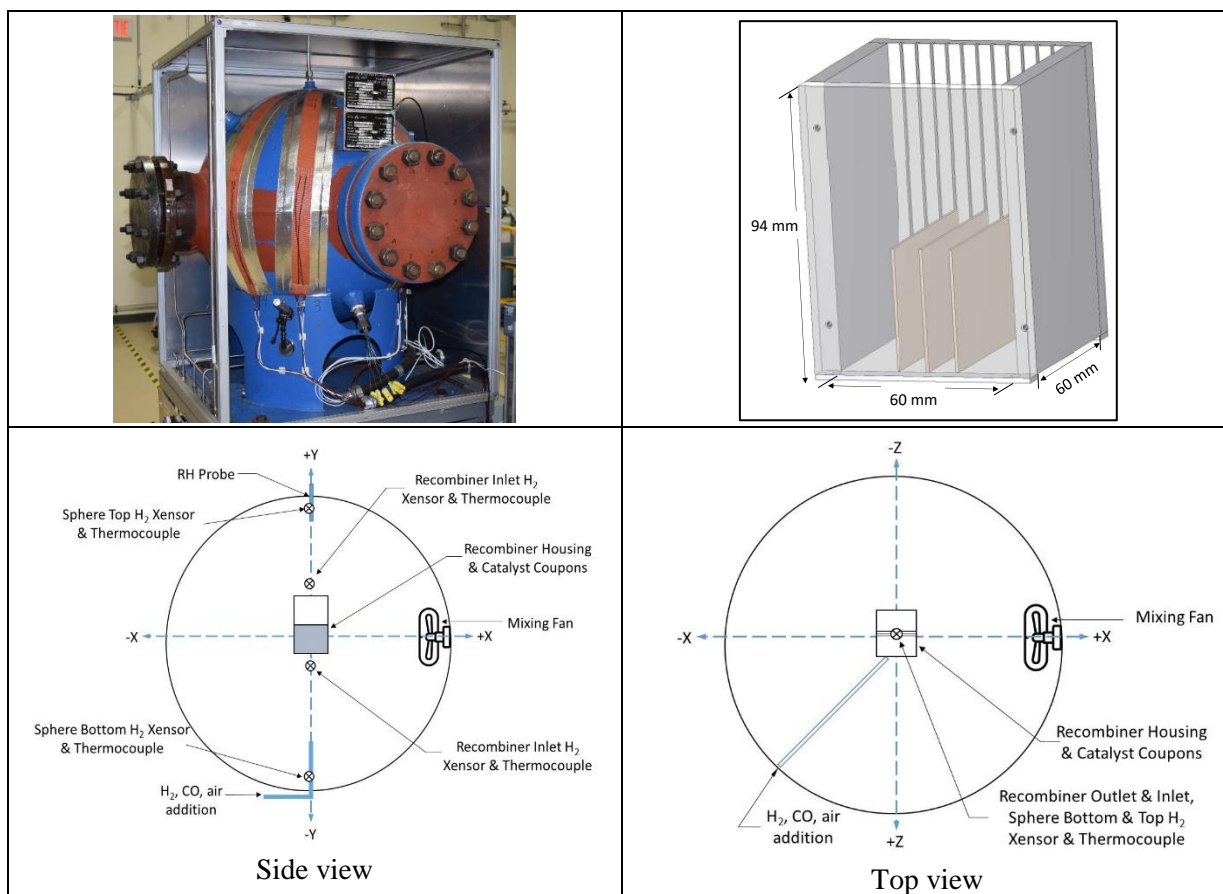 94 mm
60 mm
60 mm
+Y
RH Probe
Recombiner Inlet H₂
Xensor & Thermocouple
Sphere Top H₂ Xensor
& Thermocouple
Recombiner Housing
& Catalyst Coupons
-X
+X
Mixing Fan
Sphere Bottom H₂ Xensor
& Thermocouple
Recombiner Inlet H₂
Xensor & Thermocouple
H₂, CO, air
addition
-Y
Side view
-Z
Mixing Fan
-X
+X
Recombiner Housing
& Catalyst Coupons
H₂, CO, air
addition
Recombiner Outlet & Inlet,
Sphere Bottom & Top H₂
Xensor & Thermocouple
+Z
Top view